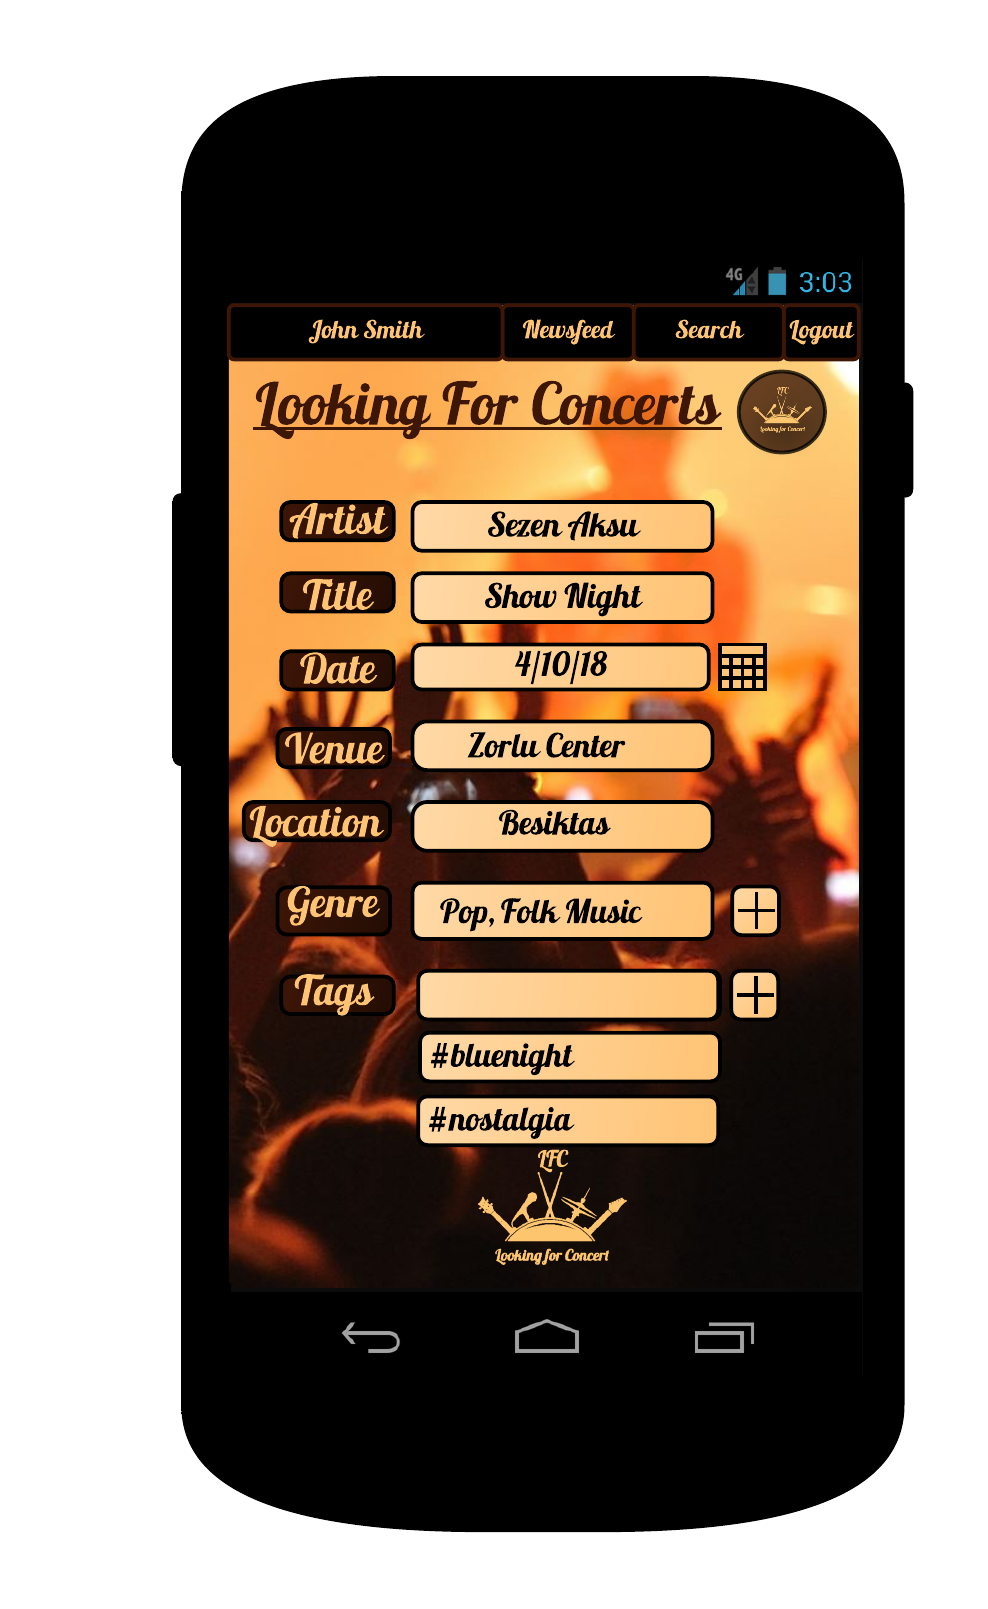 4G 3:03
John Smith Newsfeed Search Logout
Looking For Concerts
LFC
Looking for Concert
Artist Sezen Aksu
Title Show Night
Date 4/10/18
Venue Zorlu Center
Location Besiktas
Genre Pop, Folk Music
Tags
#bluenight
#nostalgia
LFC
Looking for Concert